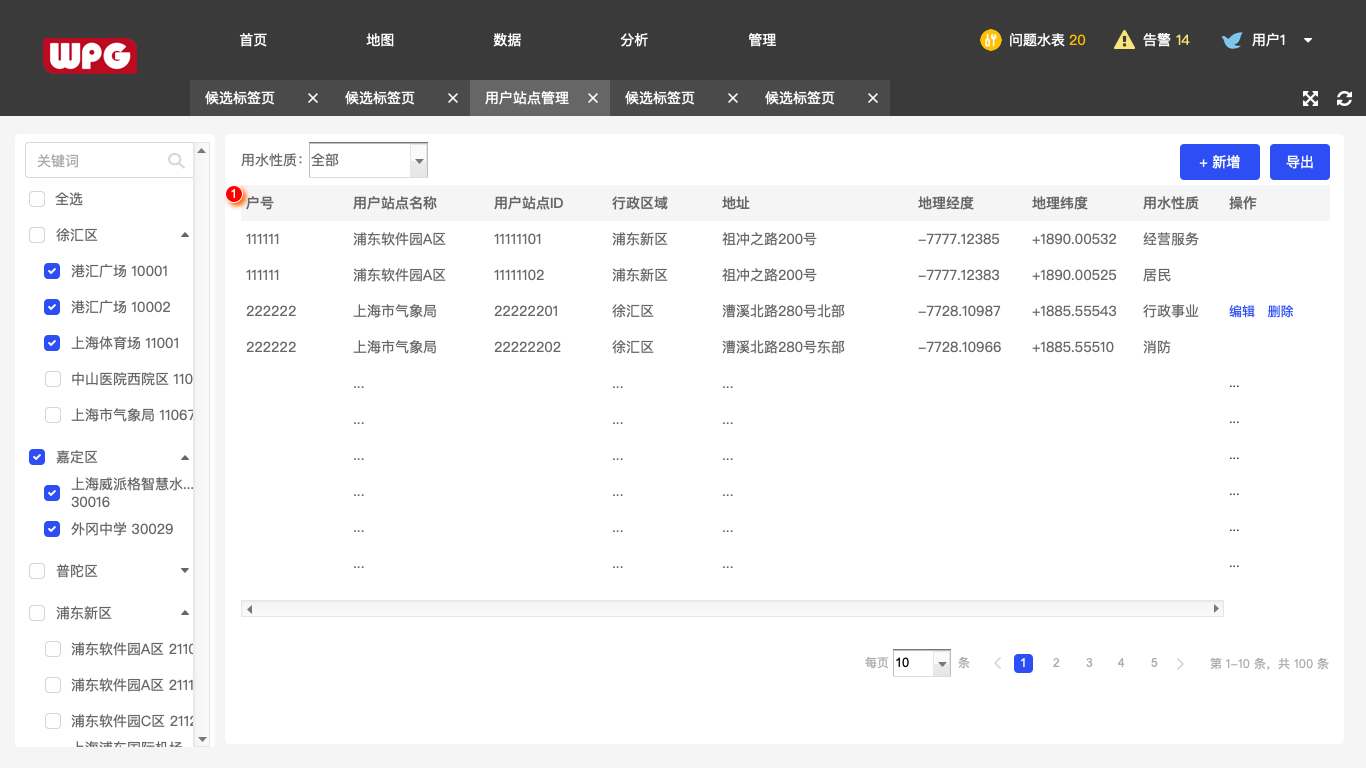 WPG
首页 地图 数据 分析 管理 问题水表 20 告警 14 用户1
候选标签页 候选标签页 用户站点管理 候选标签页 候选标签页
关键词
全选
徐汇区
港汇广场 10001
港汇广场 10002
上海体育场 11001
中山医院西院区 110
上海市气象局 11067
嘉定区
上海威派格智慧水...
30016
外冈中学 30029
普陀区
浦东新区
浦东软件园A区 2110
浦东软件园A区 2111
浦东软件园C区 2112
上海浦东国际机场
用水性质: 全部 + 新增 导出
1
户号 用户站点名称 用户站点ID 行政区域 地址 地理经度 地理纬度 用水性质 操作
111111 浦东软件园A区 11111101 浦东新区 祖冲之路200号 -7777.12385 +1890.00532 经营服务
111111 浦东软件园A区 11111102 浦东新区 祖冲之路200号 -7777.12383 +1890.00525 居民
222222 上海市气象局 22222201 徐汇区 漕溪北路280号北部 -7728.10987 +1885.55543 行政事业 编辑 删除
222222 上海市气象局 22222202 徐汇区 漕溪北路280号东部 -7728.10966 +1885.55510 消防
... ... ... ...
... ... ... ...
... ... ... ...
... ... ... ...
... ... ... ...
... ... ... ...
每页 10 条 1 2 3 4 5 第 1-10 条，共 100 条